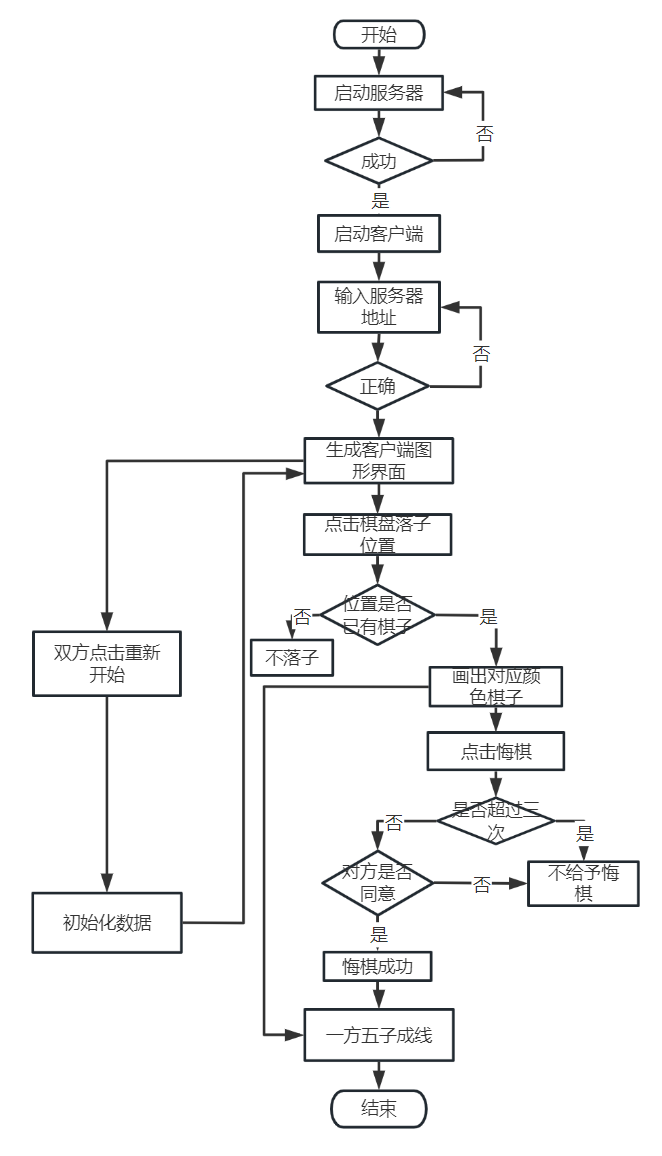 开始
启动服务器
否
成功
是
启动客户端
输入服务器
地址
否
正确
生成客户端图
形界面
点击棋盘落子
位置
位置是否
已有棋子
否
是
不落子
双方点击重新
开始
画出对应颜
色棋子
点击悔棋
是否超过三
次
否
是
对方是否
同意
否
不给予悔
棋
初始化数据
是
悔棋成功
一方五子成线
结束